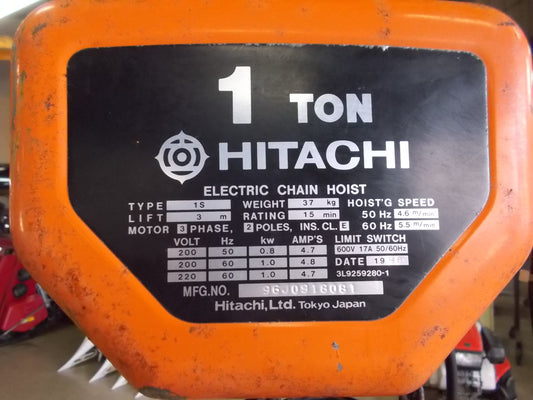 1 TON
HITACHI
ELECTRIC CHAIN HOIST
TYPE 1S WEIGHT 37 kg HOIST'G SPEED
LIFT 3 m RATING 15 min 50 Hz 4.6 m/min
MOTOR 3 PHASE, 2 POLES, INS. CL. E 60 Hz 5.5 m/min
VOLT Hz kw AMP'S LIMIT SWITCH
200 50 0.8 4.7 600V 17A 50/60Hz
200 60 1.0 4.8 DATE 19
220 60 1.0 4.7 3L9259280-1
MFG.NO. 96J0816081
Hitachi, Ltd. Tokyo Japan